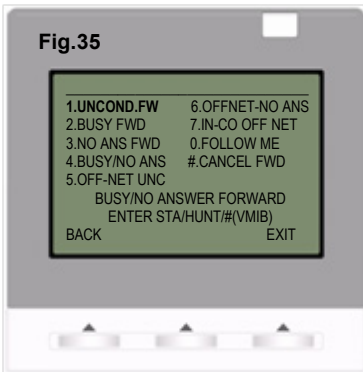 Fig.35
1.UNCOND.FW 6.OFFNET-NO ANS
2.BUSY FWD 7.IN-CO OFF NET
3.NO ANS FWD 0.FOLLOW ME
4.BUSY/NO ANS #.CANCEL FWD
5.OFF-NET UNC
BUSY/NO ANSWER FORWARD
ENTER STA/HUNT/#(VMIB)
BACK EXIT